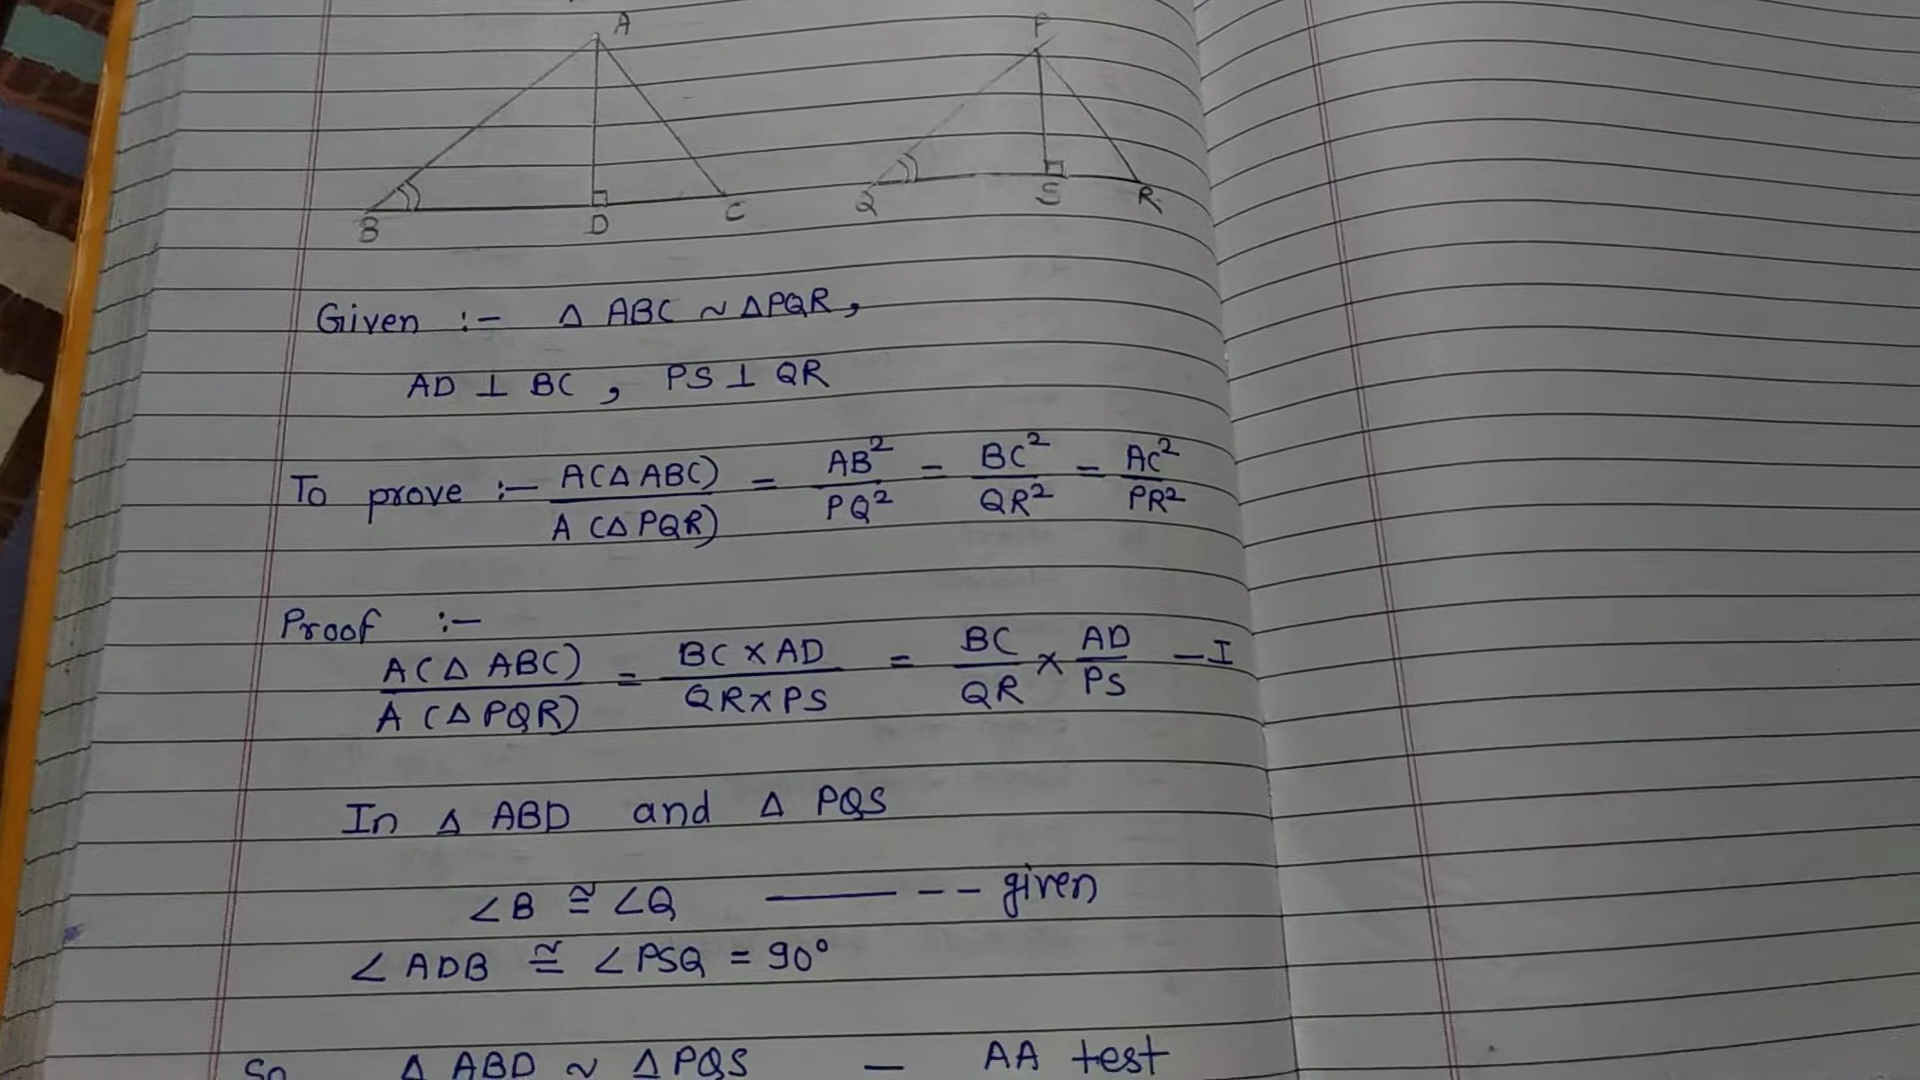 A
P
B
D
C
Q
S
R
Given :- Δ ABC ~ ΔPQR,
AD ⊥ BC , PS ⊥ QR
To prove :- A(Δ ABC) / A (Δ PQR) = AB² / PQ² = BC² / QR² = AC² / PR²
Proof :-
A(Δ ABC) / A (Δ PQR) = BC × AD / QR × PS = BC / QR × AD / PS - I
In Δ ABD and Δ PQS
∠B ≅ ∠Q ——— - - given
∠ ADB ≅ ∠ PSQ = 90°
So Δ ABD ~ Δ PQS - AA test